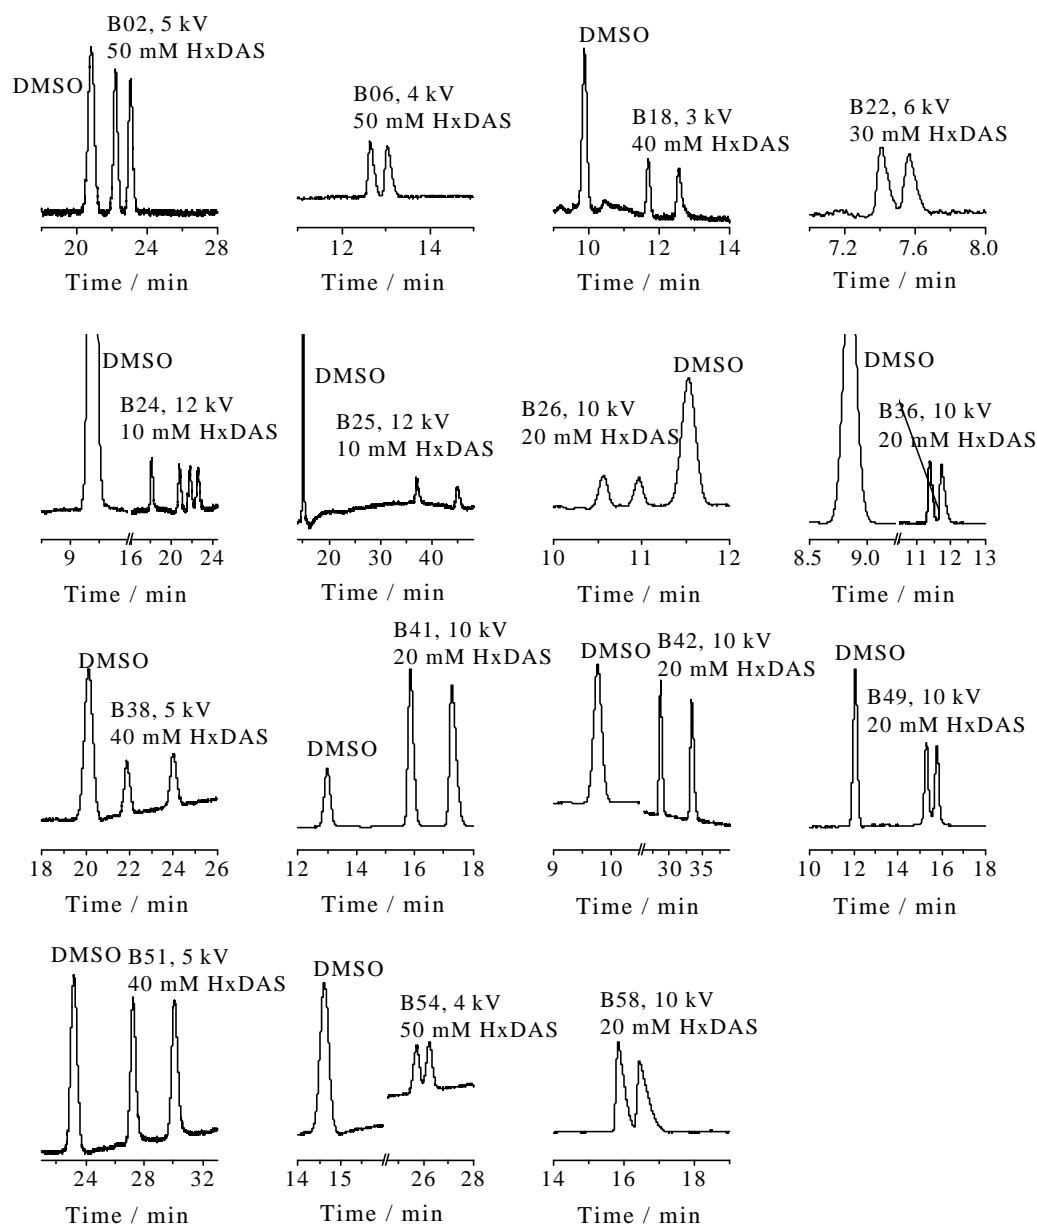 B02, 5 kV
50 mM HxDAS
DMSO
20 24 28
Time / min
B06, 4 kV
50 mM HxDAS
12 14
Time / min
DMSO
B18, 3 kV
40 mM HxDAS
10 12 14
Time / min
B22, 6 kV
30 mM HxDAS
7.2 7.6 8.0
Time / min
DMSO
B24, 12 kV
10 mM HxDAS
9 16 20 24
Time / min
DMSO
B25, 12 kV
10 mM HxDAS
20 30 40
Time / min
DMSO
B26, 10 kV
20 mM HxDAS
10 11 12
Time / min
DMSO
B36, 10 kV
20 mM HxDAS
8.5 9.0 11 12 13
Time / min
DMSO
B38, 5 kV
40 mM HxDAS
18 20 22 24 26
Time / min
B41, 10 kV
20 mM HxDAS
DMSO
12 14 16 18
Time / min
DMSO
B42, 10 kV
20 mM HxDAS
9 10 30 35
Time / min
DMSO
B49, 10 kV
20 mM HxDAS
10 12 14 16 18
Time / min
DMSO
B51, 5 kV
40 mM HxDAS
24 28 32
Time / min
DMSO
B54, 4 kV
50 mM HxDAS
14 15 26 28
Time / min
B58, 10 kV
20 mM HxDAS
14 16 18
Time / min